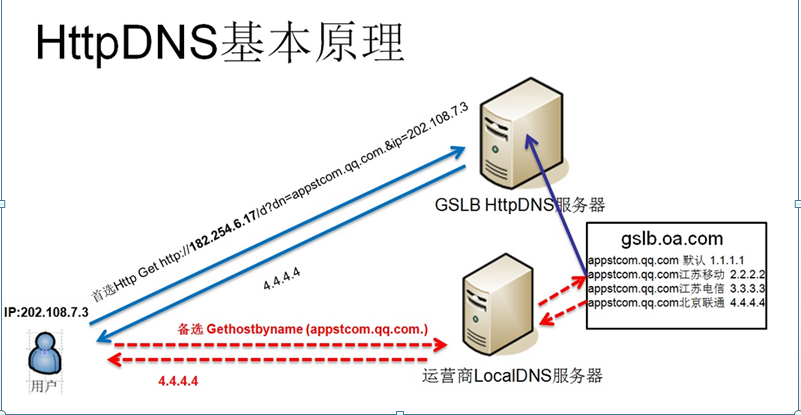 HttpDNS基本原理
首选Http Get http://182.254.6.17/d?dn=appstcom.qq.com.&ip=202.108.7.3
4.4.4.4
GSLB HttpDNS服务器
gslb.oa.com
appstcom.qq.com 默认 1.1.1.1
appstcom.qq.com江苏移动 2.2.2.2
appstcom.qq.com江苏电信 3.3.3.3
appstcom.qq.com北京联通 4.4.4.4
IP:202.108.7.3
备选 Gethostbyname (appstcom.qq.com.)
用户
4.4.4.4
运营商LocalDNS服务器